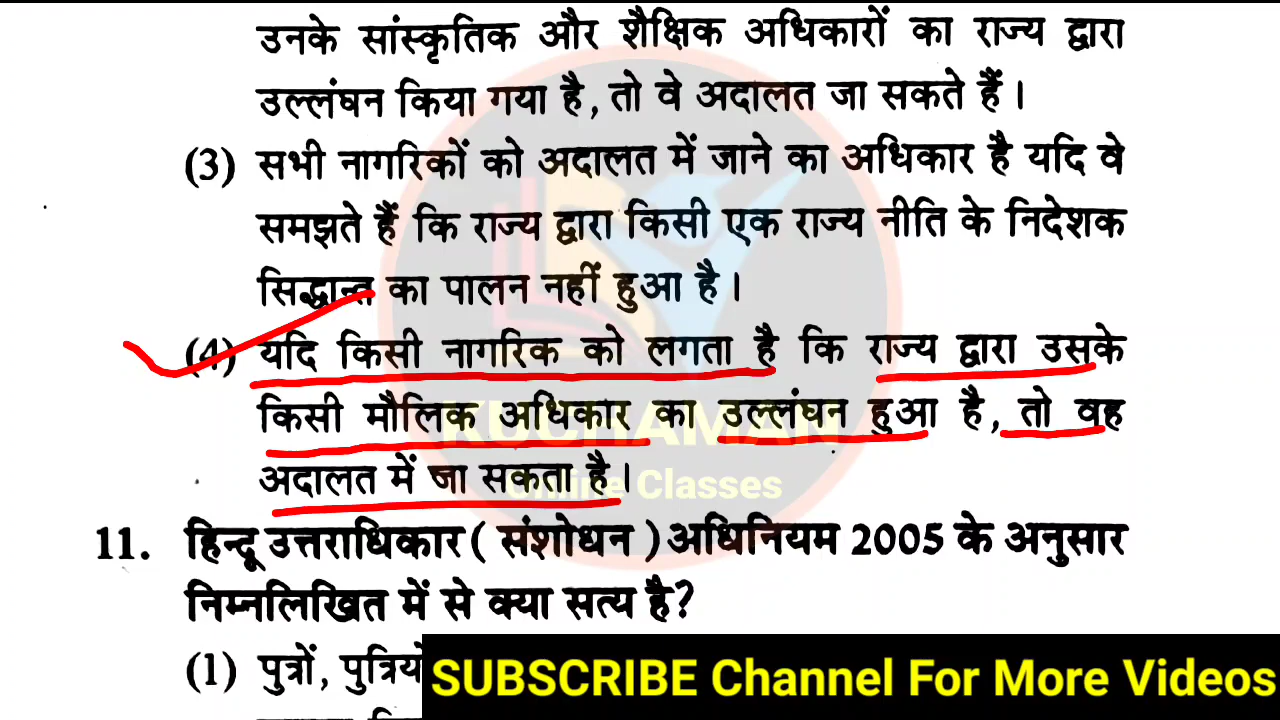 उनके सांस्कृतिक और शैक्षिक अधिकारों का राज्य द्वारा
उल्लंघन किया गया है, तो वे अदालत जा सकते हैं।
(3) सभी नागरिकों को अदालत में जाने का अधिकार है यदि वे
समझते हैं कि राज्य द्वारा किसी एक राज्य नीति के निदेशक
सिद्धान्त का पालन नहीं हुआ है।
(4) यदि किसी नागरिक को लगता है कि राज्य द्वारा उसके
किसी मौलिक अधिकार का उल्लंघन हुआ है, तो वह
KUCHAMAN
अदालत में जा सकता है।
Online Classes
11. हिन्दू उत्तराधिकार ( संशोधन ) अधिनियम 2005 के अनुसार
निम्नलिखित में से क्या सत्य है?
(1) पुत्रों,
SUBSCRIBE Channel For More Videos